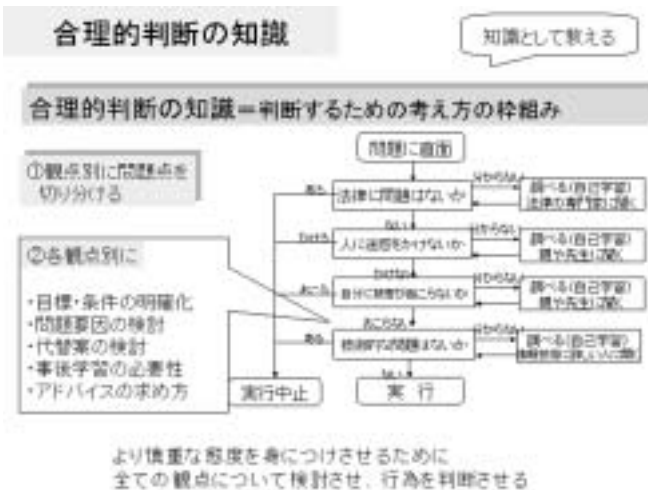 合理的判断の知識
知識として教える
合理的判断の知識＝判断するための考え方の枠組み
①観点別に問題点を
切り分ける
問題に直面
法律に問題はないか
ある
わからない
調べる(自己学習)
法律の専門家に聞く
ない
人に迷惑をかけないか
かける
わからない
調べる(自己学習)
親や先生に聞く
かけない
自分に被害が起こらないか
おこる
わからない
調べる(自己学習)
親や先生に聞く
おこらない
技術的な問題はないか
ある
わからない
調べる(自己学習)
ない
実行中止
実 行
②各観点別に
・目標・条件の明確化
・問題要因の検討
・代替案の検討
・事後学習の必要性
・アドバイスの求め方
より慎重な態度を身につけさせるために
全ての観点について検討させ、行為を判断させる